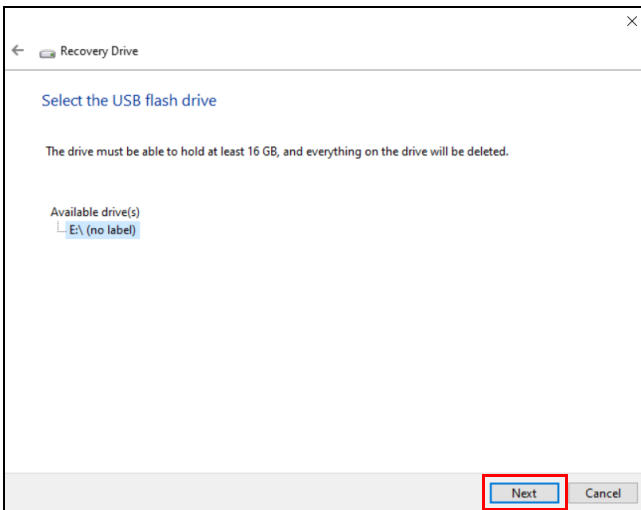 Recovery Drive
Select the USB flash drive
The drive must be able to hold at least 16 GB, and everything on the drive will be deleted.
Available drive(s)
E:\ (no label)
Next Cancel